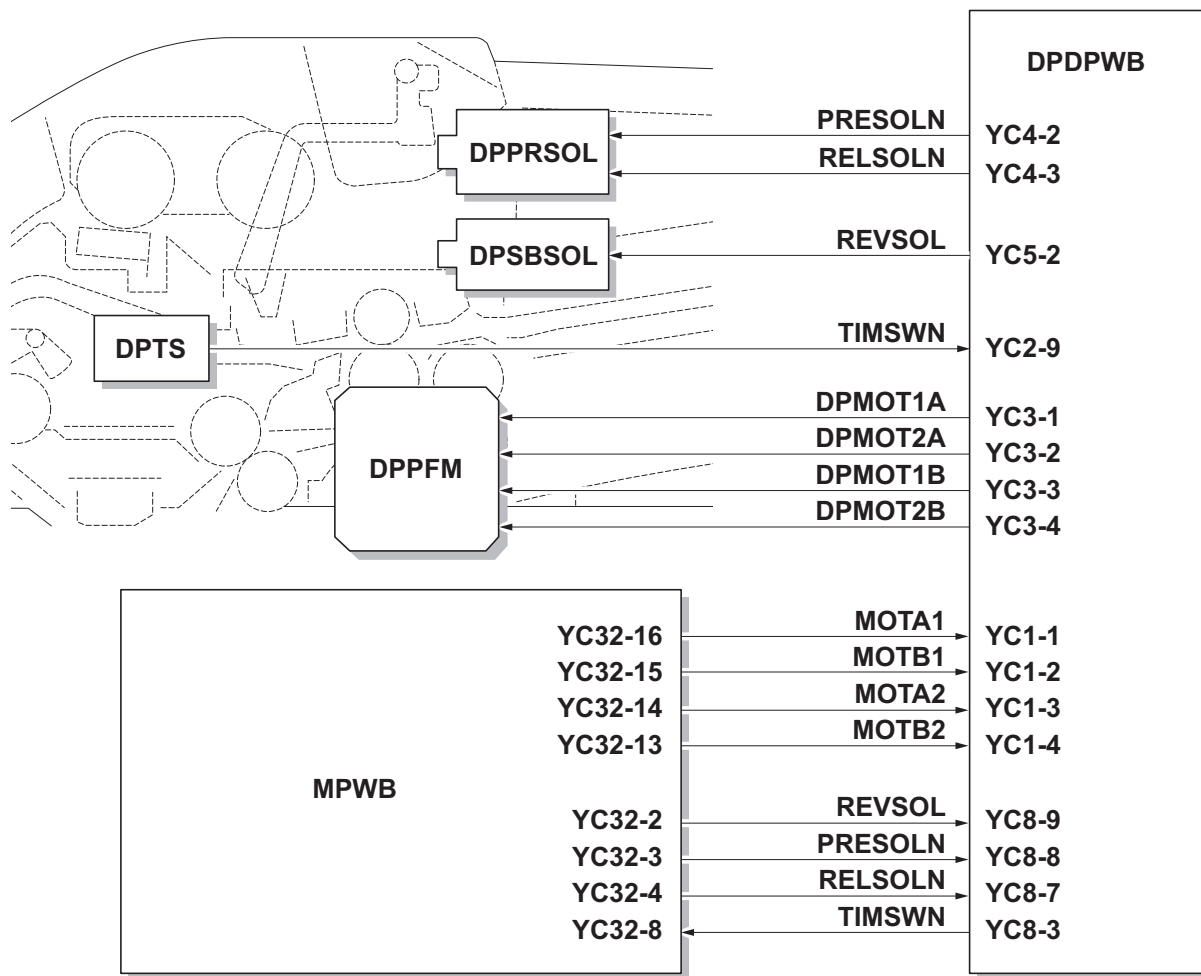 DPDPWB
DPPRSOL
PRESOLN
YC4-2
RELSOLN
YC4-3
DPSBSOL
REVSOL
YC5-2
DPTS
TIMSWN
YC2-9
DPPFM
DPMOT1A
YC3-1
DPMOT2A
YC3-2
DPMOT1B
YC3-3
DPMOT2B
YC3-4
MPWB
YC32-16
MOTA1
YC1-1
YC32-15
MOTB1
YC1-2
YC32-14
MOTA2
YC1-3
YC32-13
MOTB2
YC1-4
YC32-2
REVSOL
YC8-9
YC32-3
PRESOLN
YC8-8
YC32-4
RELSOLN
YC8-7
YC32-8
TIMSWN
YC8-3